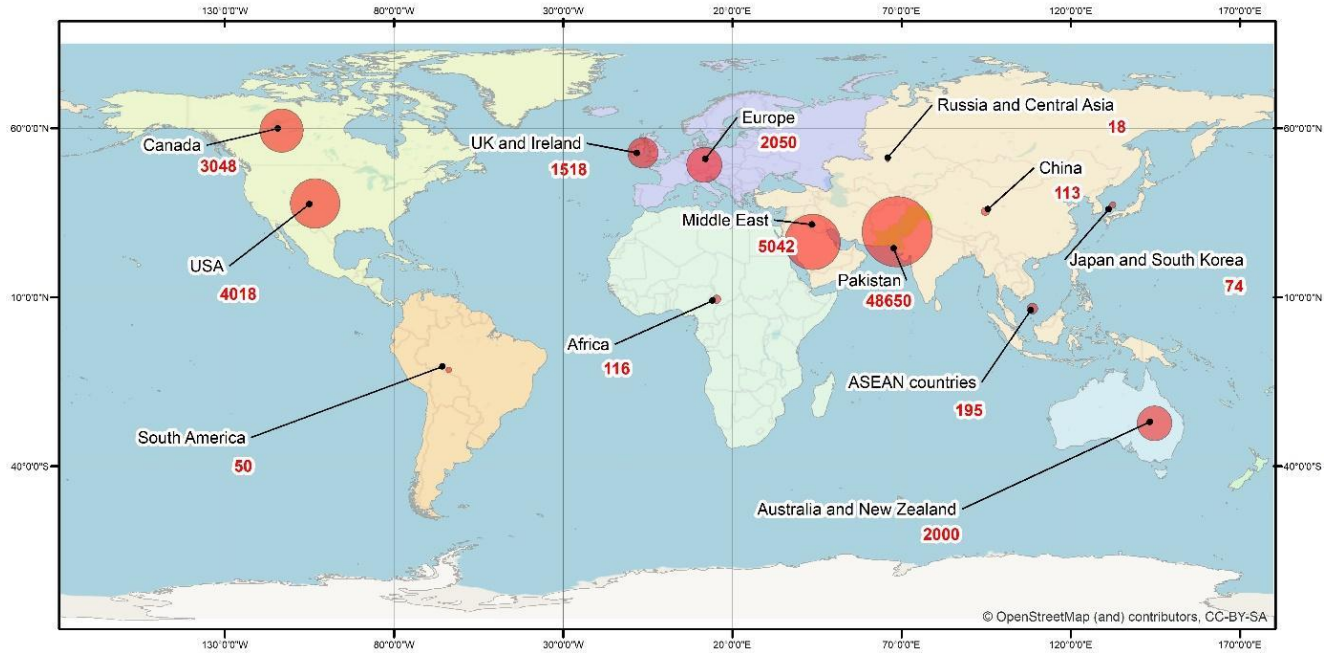 130°0'0"W 80°0'0"W 30°0'0"W 20°0'0"E 70°0'0"E 120°0'0"E 170°0'0"E
60°0'0"N
60°0'0"N
10°0'0"N
10°0'0"N
40°0'0"S
40°0'0"S
Canada
3048
USA
4018
South America
50
UK and Ireland
1518
Europe
2050
Middle East
5042
Africa
116
Russia and Central Asia
18
China
113
Japan and South Korea
74
Pakistan
48650
ASEAN countries
195
Australia and New Zealand
2000
© OpenStreetMap (and) contributors, CC-BY-SA
130°0'0"W 80°0'0"W 30°0'0"W 20°0'0"E 70°0'0"E 120°0'0"E 170°0'0"E